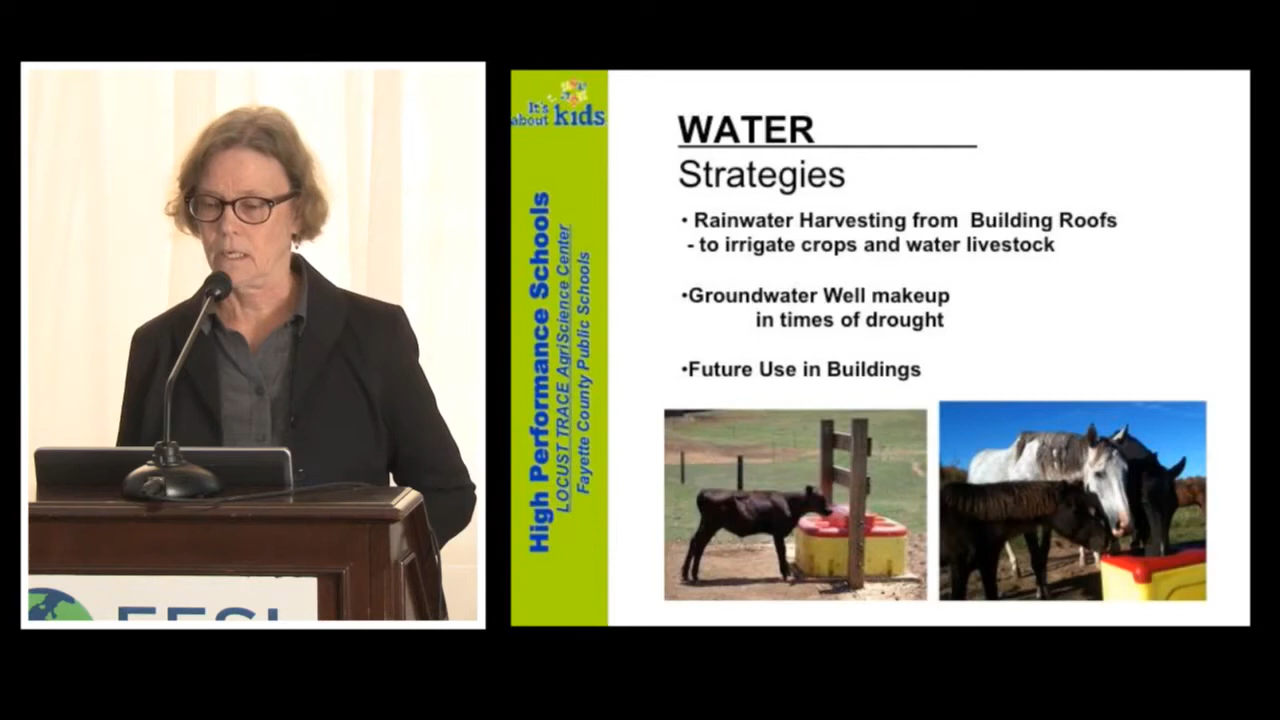 It's
about kids
High Performance Schools
LOCUST TRACE AgriScience Center
Fayette County Public Schools
WATER
Strategies
• Rainwater Harvesting from Building Roofs
- to irrigate crops and water livestock
•Groundwater Well makeup
in times of drought
•Future Use in Buildings
EESI